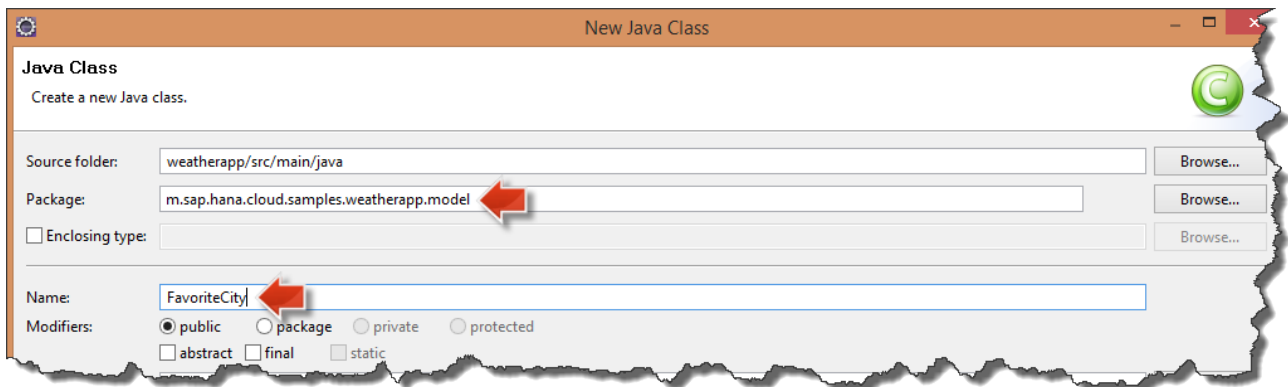 New Java Class
Java Class
Create a new Java class.
C
Source folder: weatherapp/src/main/java Browse...
Package: m.sap.hana.cloud.samples.weatherapp.model Browse...
Enclosing type: Browse...
Name: FavoriteCity
Modifiers: public package private protected
abstract final static